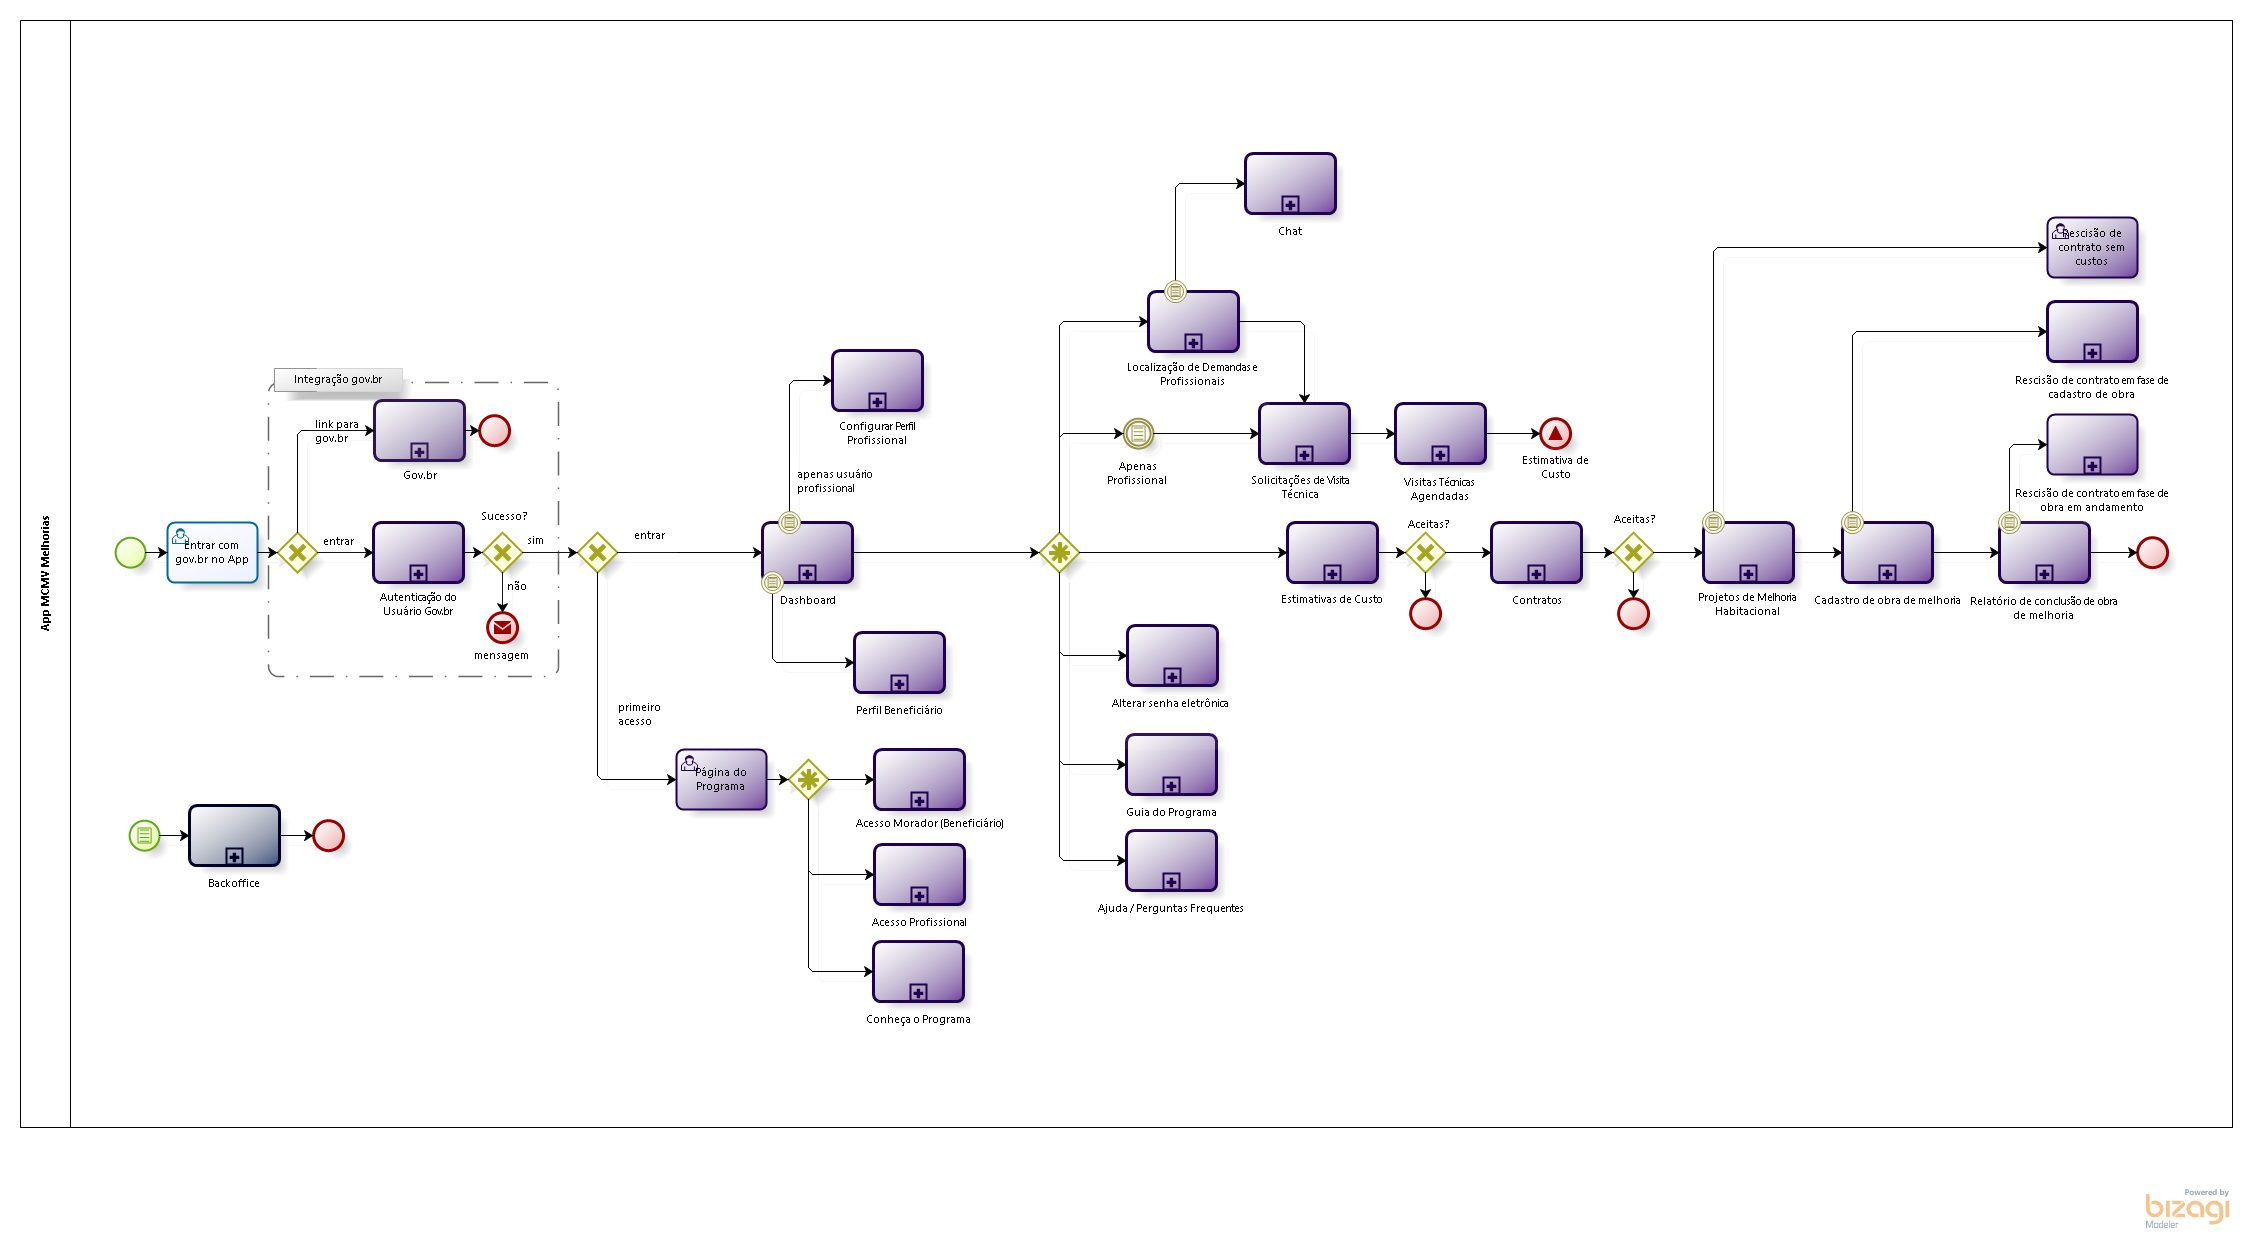 App MCMV Melhorias
Entrar com
gov.br no App
Integração gov.br
link para
gov.br
Gov.br
entrar
Autenticação do
Usuário Gov.br
Sucesso?
sim
não
mensagem
entrar
primeiro
acesso
Configurar Perfil
Profissional
apenas usuário
profissional
Dashboard
Perfil Beneficiário
Página do
Programa
Acesso Morador (Beneficiário)
Acesso Profissional
Conheça o Programa
Chat
Localização de Demandas e
Profissionais
Apenas
Profissional
Solicitações de Visita
Técnica
Visitas Técnicas
Agendadas
Estimativa de
Custo
Estimativas de Custo
Aceitas?
Contratos
Aceitas?
Projetos de Melhoria
Habitacional
Cadastro de obra de melhoria
Relatório de conclusão de obra
de melhoria
Rescisão de
contrato sem
custos
Rescisão de contrato em fase de
cadastro de obra
Rescisão de contrato em fase de
obra em andamento
Alterar senha eletrônica
Guia do Programa
Ajuda / Perguntas Frequentes
Backoffice
Powered by
bizagi
Modeler